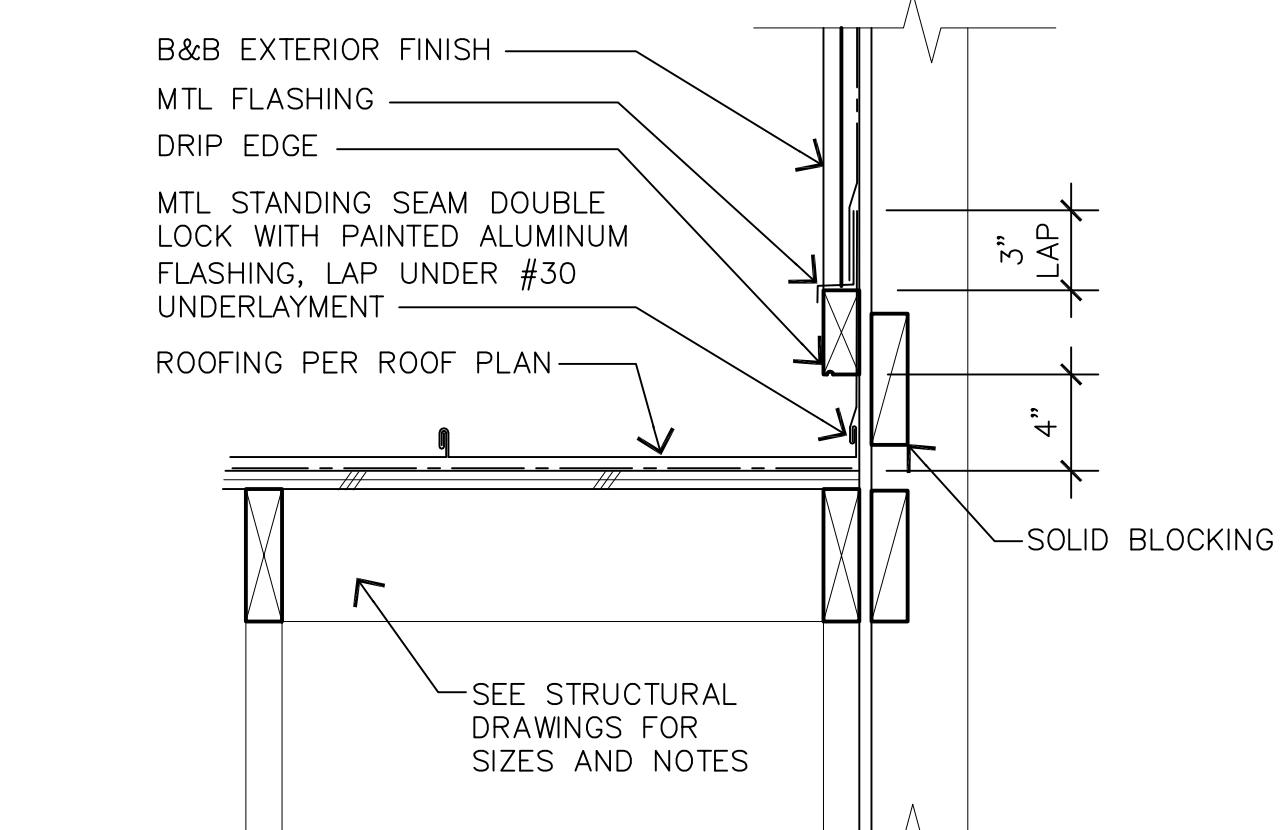 B&B EXTERIOR FINISH
MTL FLASHING
DRIP EDGE
MTL STANDING SEAM DOUBLE
LOCK WITH PAINTED ALUMINUM
FLASHING, LAP UNDER #30
UNDERLAYMENT
ROOFING PER ROOF PLAN
3"
LAP
4"
SOLID BLOCKING
SEE STRUCTURAL
DRAWINGS FOR
SIZES AND NOTES